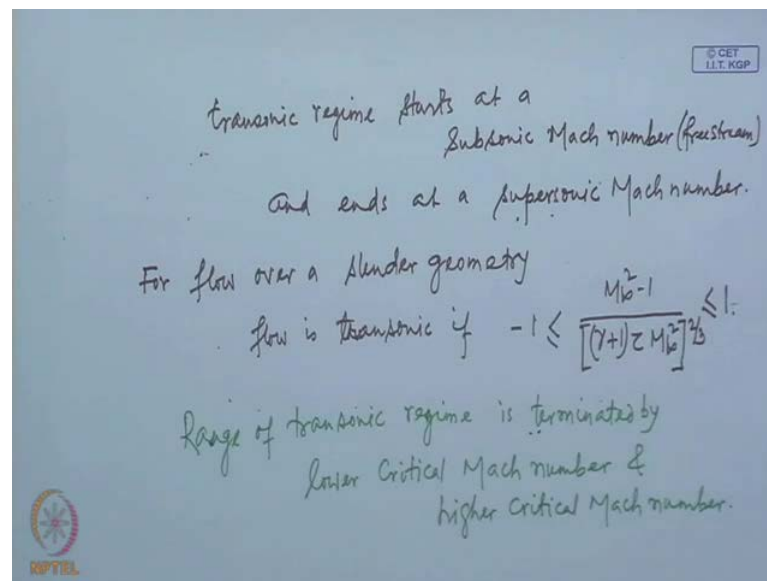 © CET
I.I.T. KGP
transonic regime starts at a
Subsonic Mach number (freestream)
and ends at a supersonic Mach number.
For flow over a slender geometry
flow is transonic if -1 ≤ (M∞² - 1) / [(γ+1) τ M∞²]^(2/3) ≤ 1.
Range of transonic regime is terminated by
lower Critical Mach number &
higher critical Mach number.
NPTEL